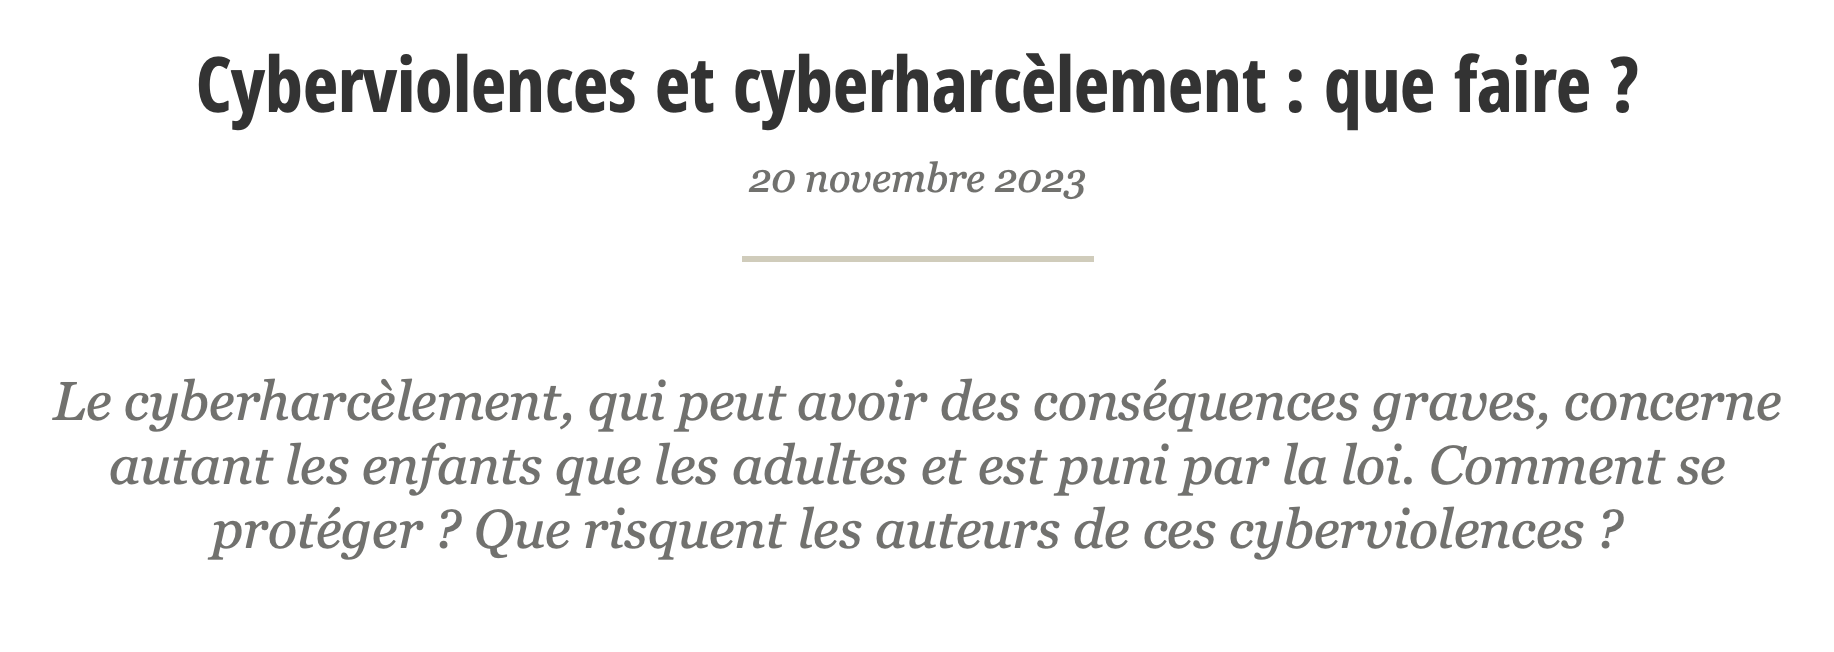 Cyberviolences et cyberharcèlement : que faire ?
20 novembre 2023
Le cyberharcèlement, qui peut avoir des conséquences graves, concerne
autant les enfants que les adultes et est puni par la loi. Comment se
protéger ? Que risquent les auteurs de ces cyberviolences ?